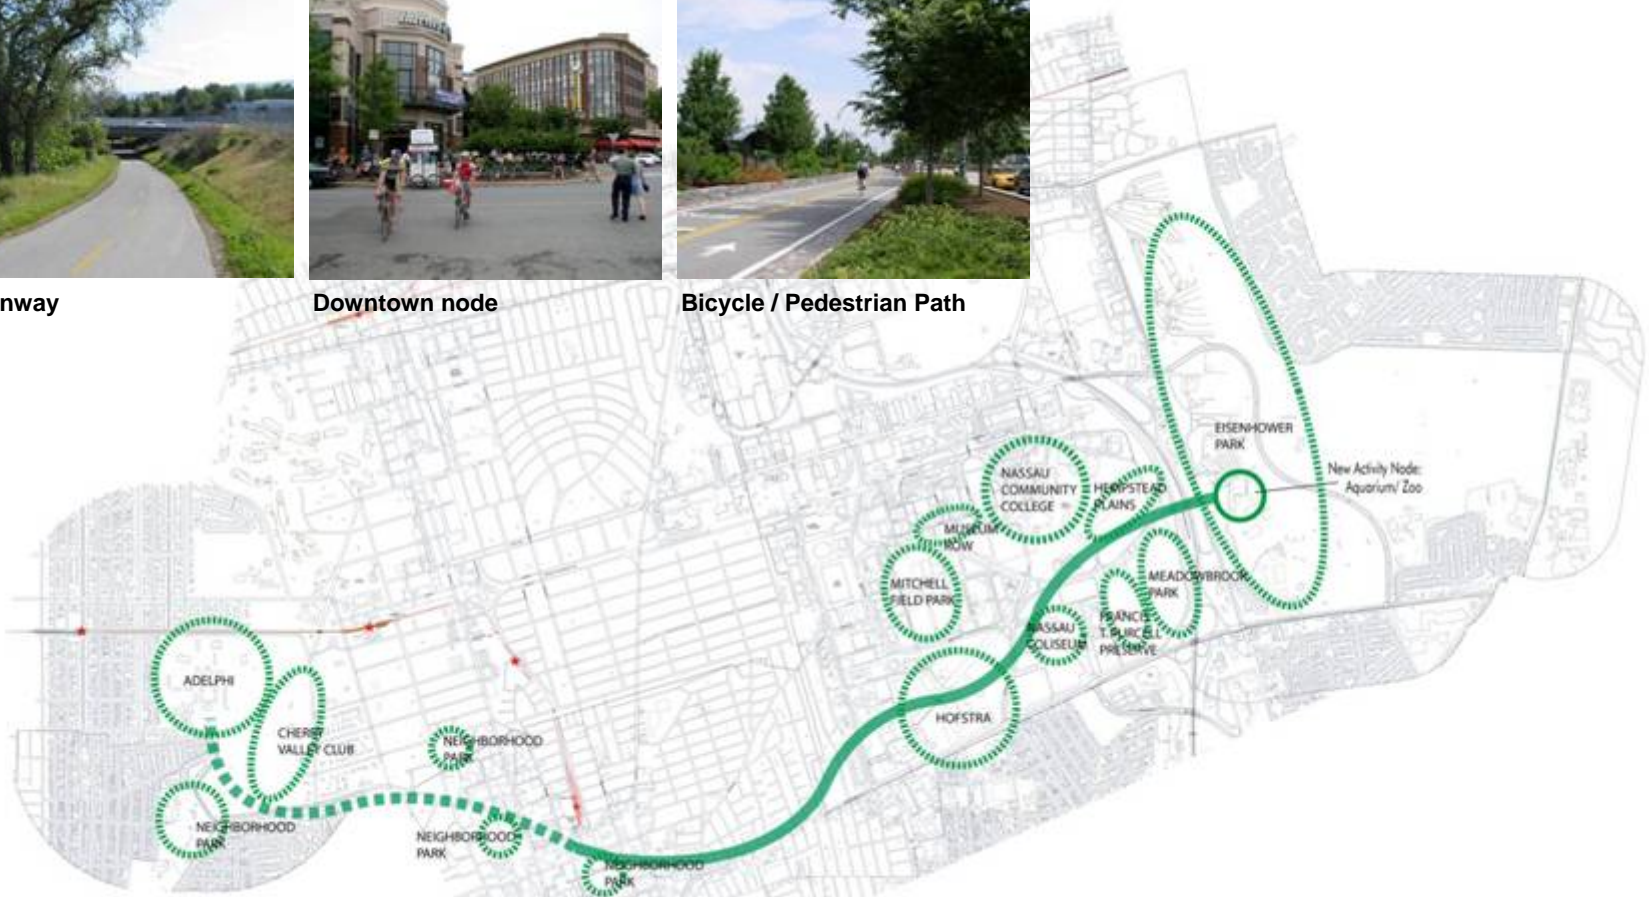 nway
Downtown node
Bicycle / Pedestrian Path
EISENHOWER
PARK
New Activity Node:
Aquarium/ Zoo
NASSAU
COMMUNITY
COLLEGE
HEMPSTEAD
PLAINS
MUSEUM
ROW
MITCHELL
FIELD PARK
MEADOWBROOK
PARK
NASSAU
COLISEUM
FRANCIS
T. PURCELL
PRESERVE
ADELPHI
HOFSTRA
CHERRY
VALLEY CLUB
NEIGHBORHOOD
PARK
NEIGHBORHOOD
PARK
NEIGHBORHOOD
PARK
NEIGHBORHOOD
PARK